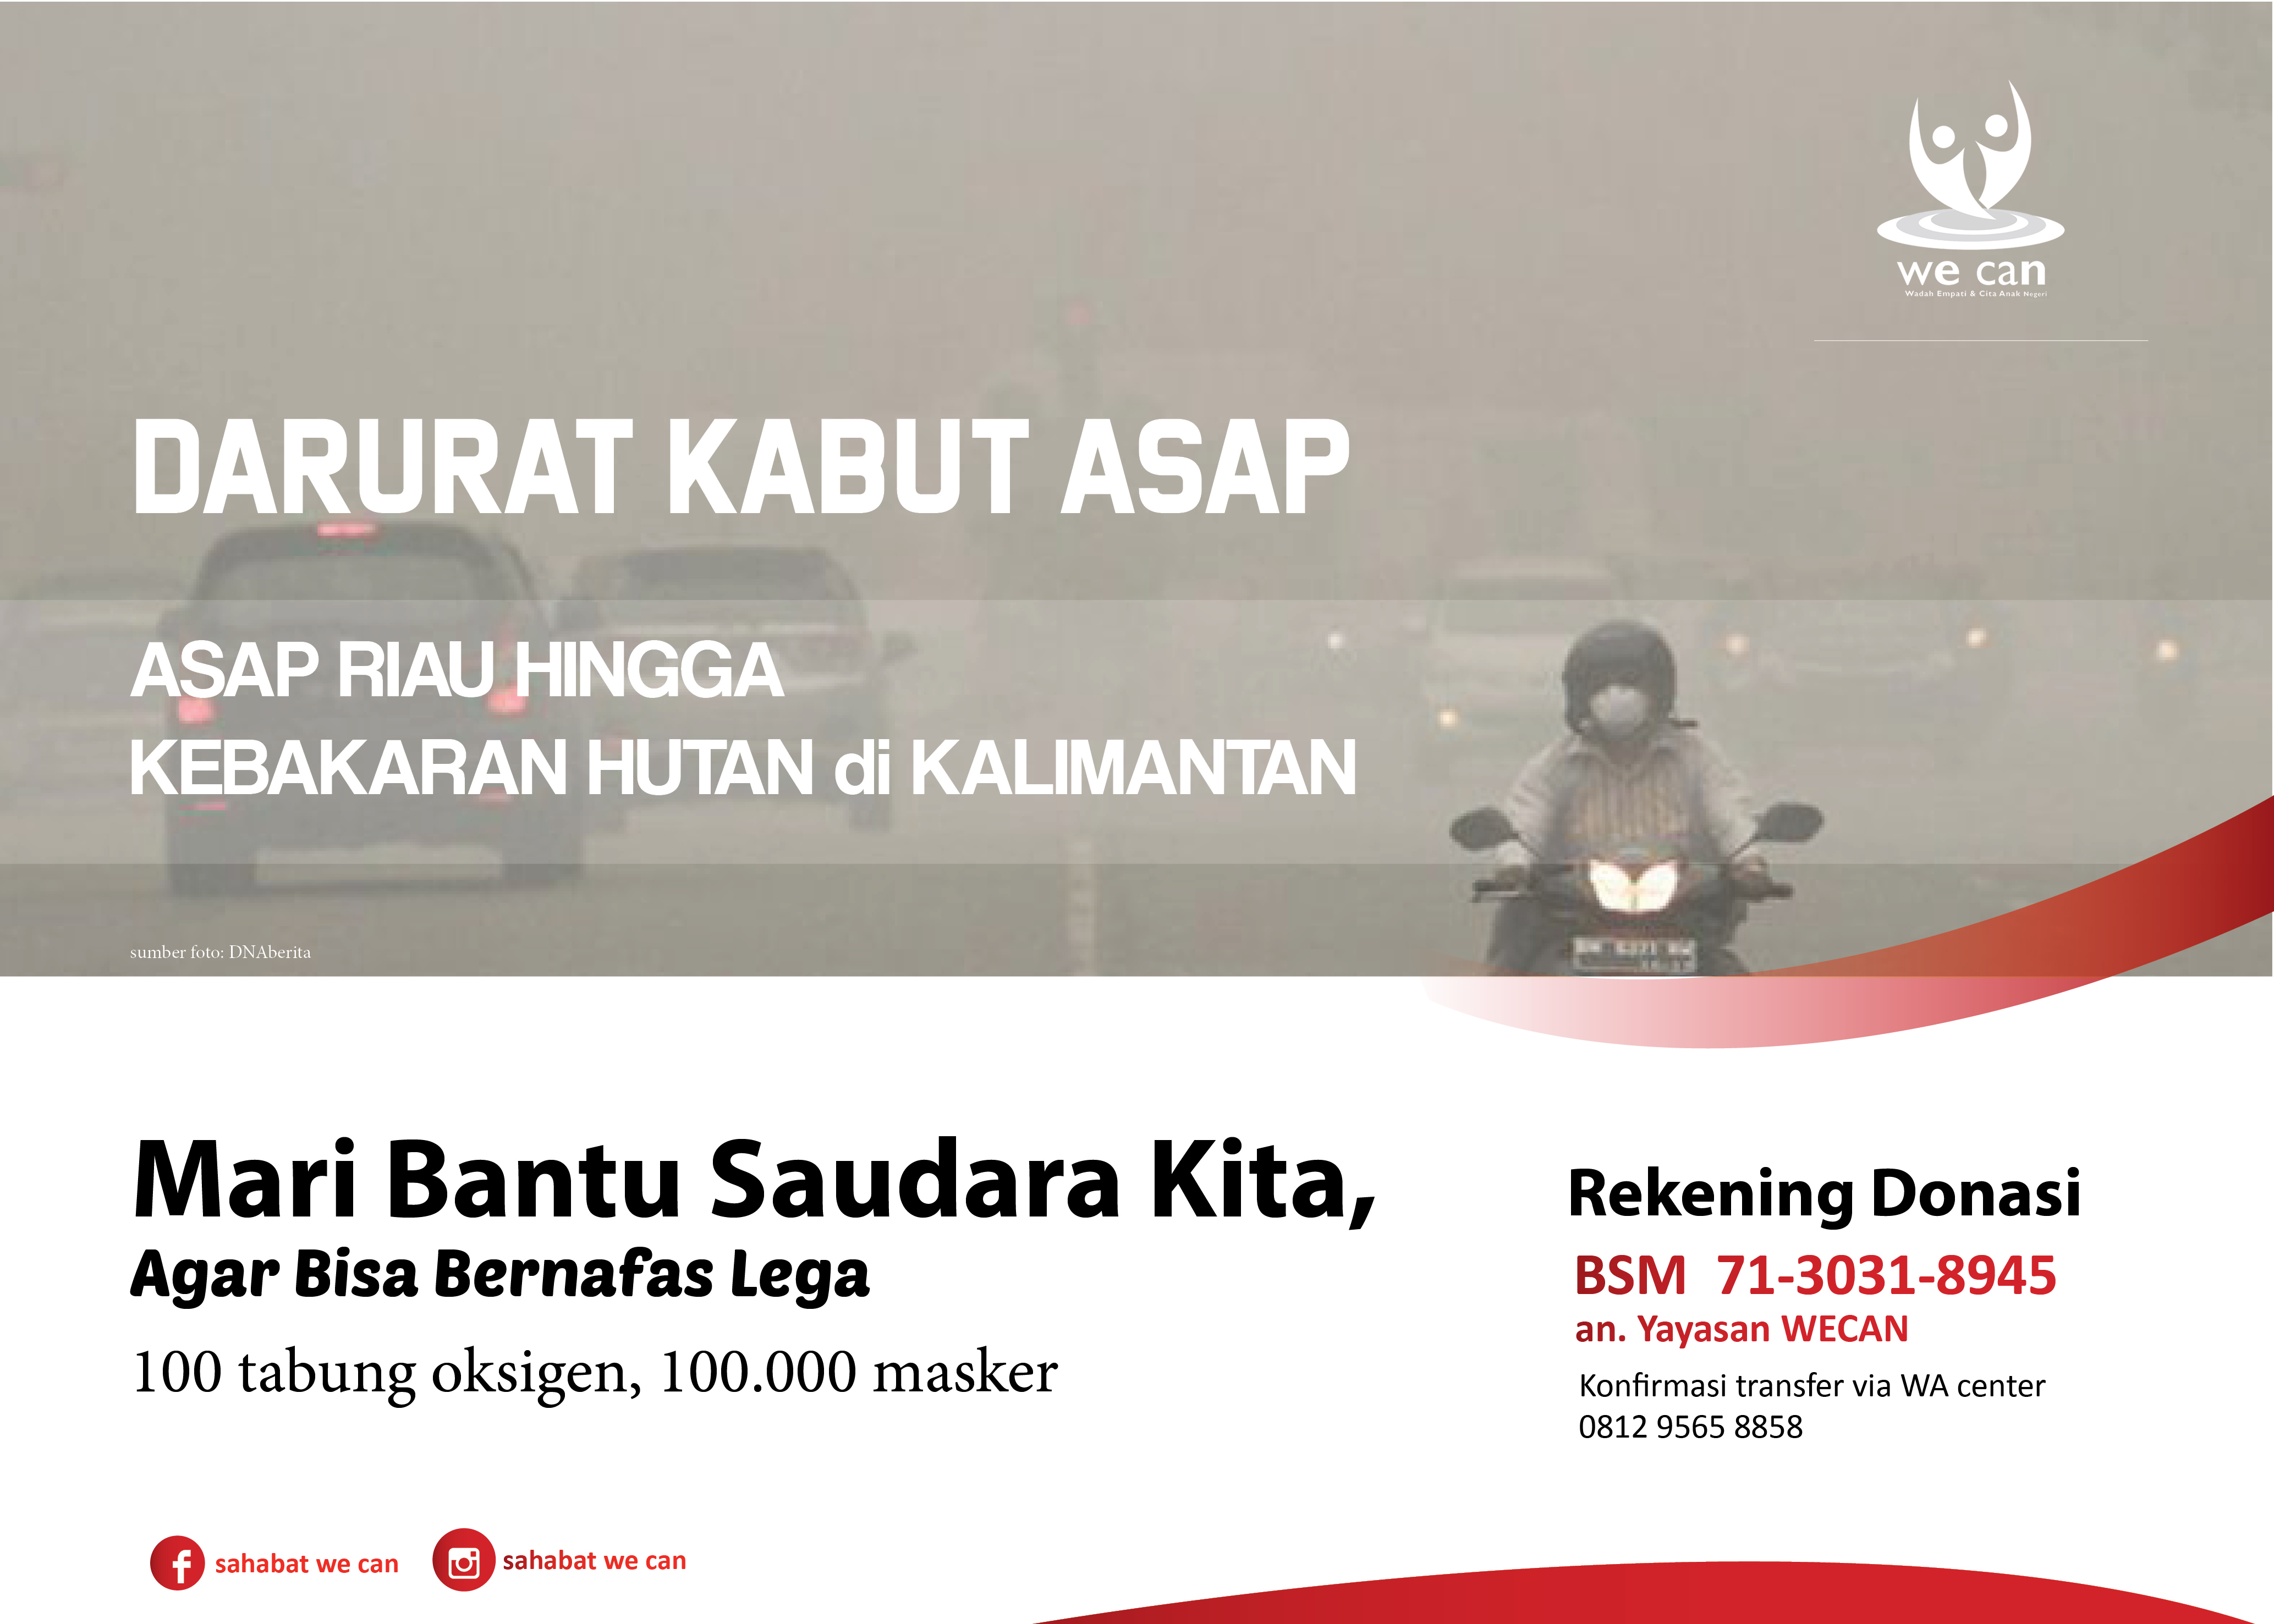 we can
Wadah Empati & Cita Anak Negeri
DARURAT KABUT ASAP
ASAP RIAU HINGGA
KEBAKARAN HUTAN di KALIMANTAN
sumber foto: DNAberita
Mari Bantu Saudara Kita,
Agar Bisa Bernafas Lega
100 tabung oksigen, 100.000 masker
Rekening Donasi
BSM 71-3031-8945
an. Yayasan WECAN
Konfirmasi transfer via WA center
0812 9565 8858
sahabat we can
sahabat we can